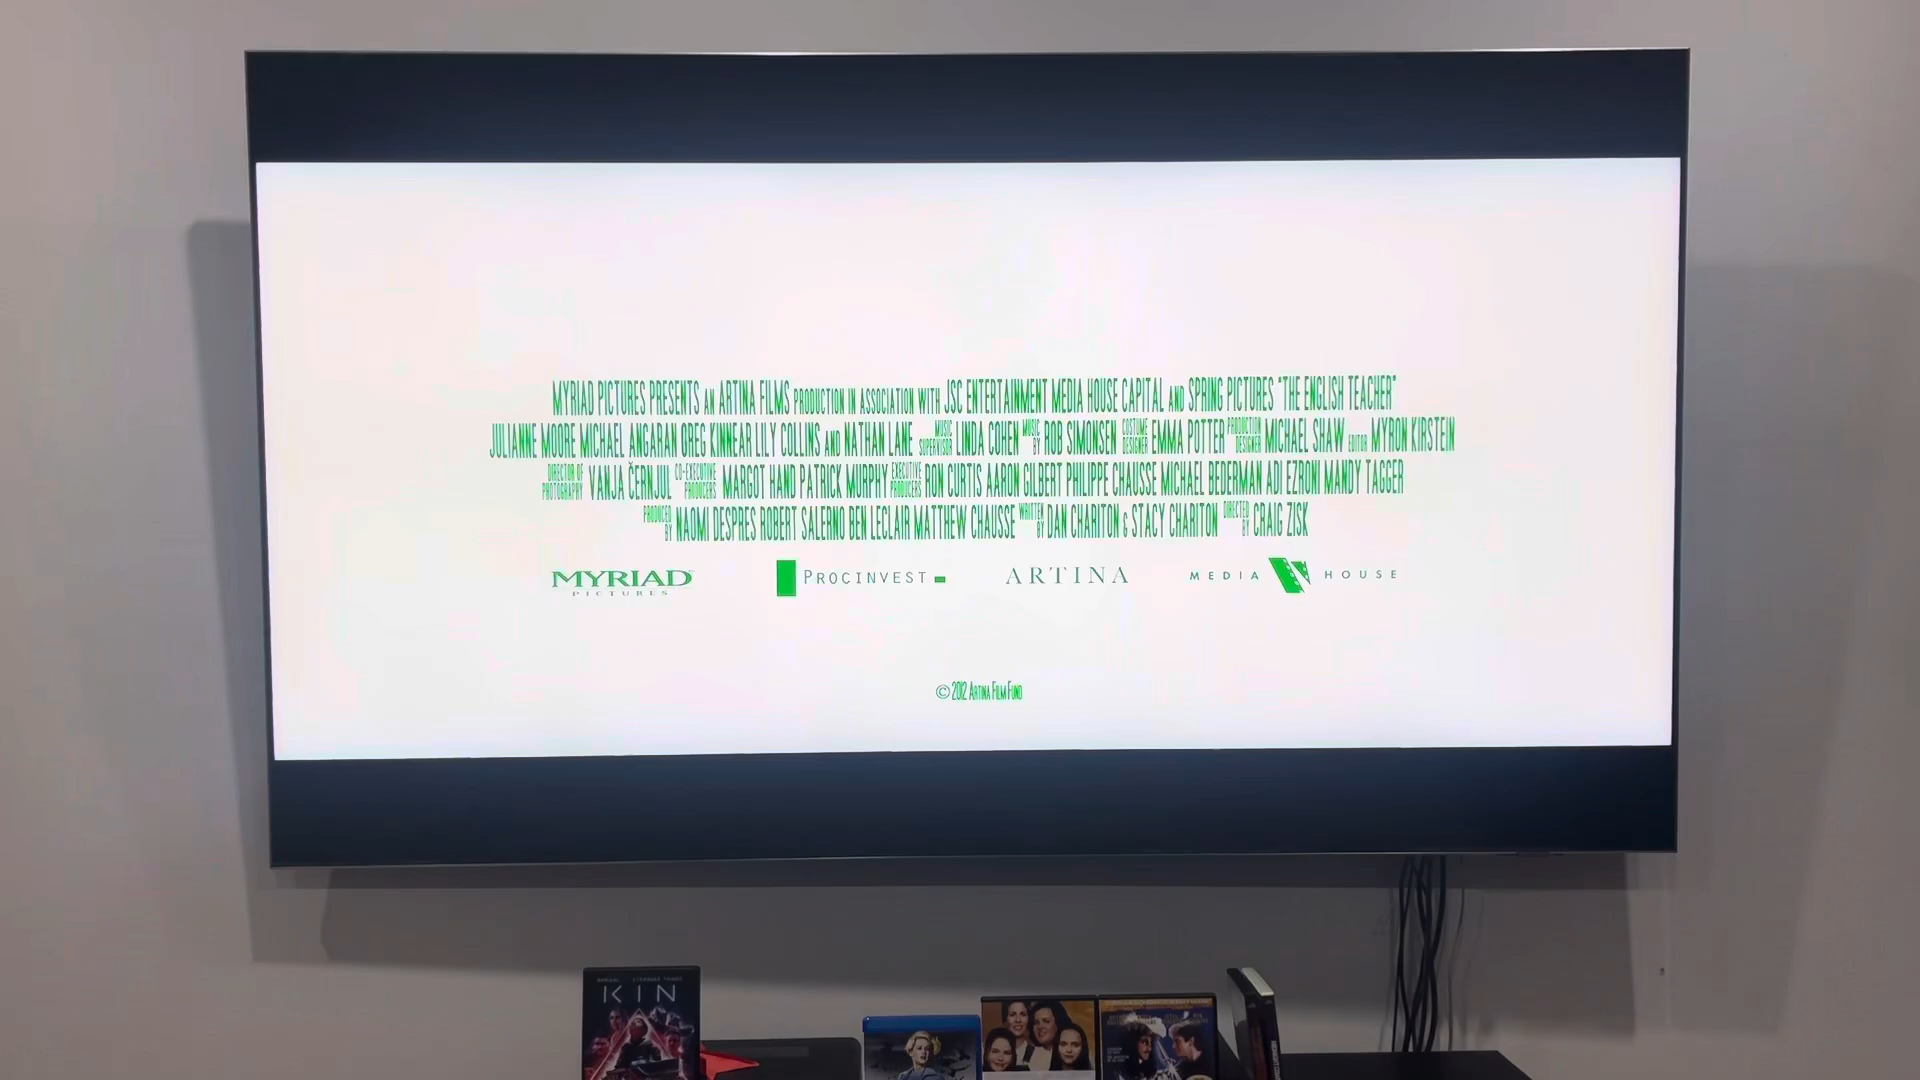 MYRIAD PICTURES PRESENTS AN ARTINA FILMS PRODUCTION IN ASSOCIATION WITH JSC ENTERTAINMENT MEDIA HOUSE CAPITAL AND SPRING PICTURES "THE ENGLISH TEACHER"
JULIANNE MOORE MICHAEL ANGARAN GREG KINNEAR LILY COLLINS AND NATHAN LANE MUSIC SUPERVISOR LINDA COHEN MUSIC BY ROB SIMONSEN COSTUME DESIGNER EMMA POTTER PRODUCTION DESIGNER MICHAEL SHAW EDITOR MYRON KIRSTEIN
DIRECTOR OF PHOTOGRAPHY VANJA ČERNJUL CO-EXECUTIVE PRODUCERS MARGOT HAND PATRICK MURPHY EXECUTIVE PRODUCERS RON CURTIS AARON GILBERT PHILIPPE CHAUSSE MICHAEL BEDERMAN ADI EZRONI MANDY TAGGER
PRODUCED BY NAOMI DESPRES ROBERT SALERNO BEN LECLAIR MATTHEW CHAUSSE WRITTEN BY DAN CHARITON & STACY CHARITON DIRECTED BY CRAIG ZISK
MYRIAD PICTURES PROCINVEST ARTINA MEDIA HOUSE
© 2012 ARTINA FILM FUND
KIN